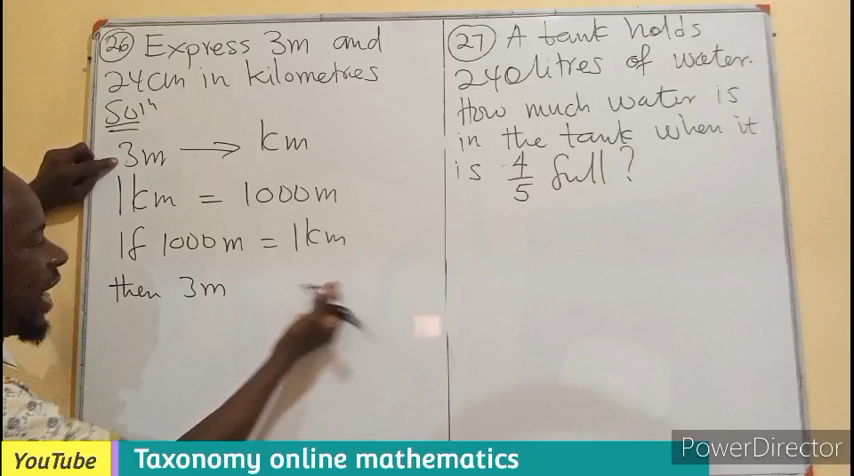 26 Express 3m and
24cm in kilometres
Soln
3m → km
1km = 1000m
If 1000m = 1km
then 3m
27 A tank holds
240litres of water.
How much water is
in the tank when it
is 4/5 full?
PowerDirector
YouTube Taxonomy online mathematics